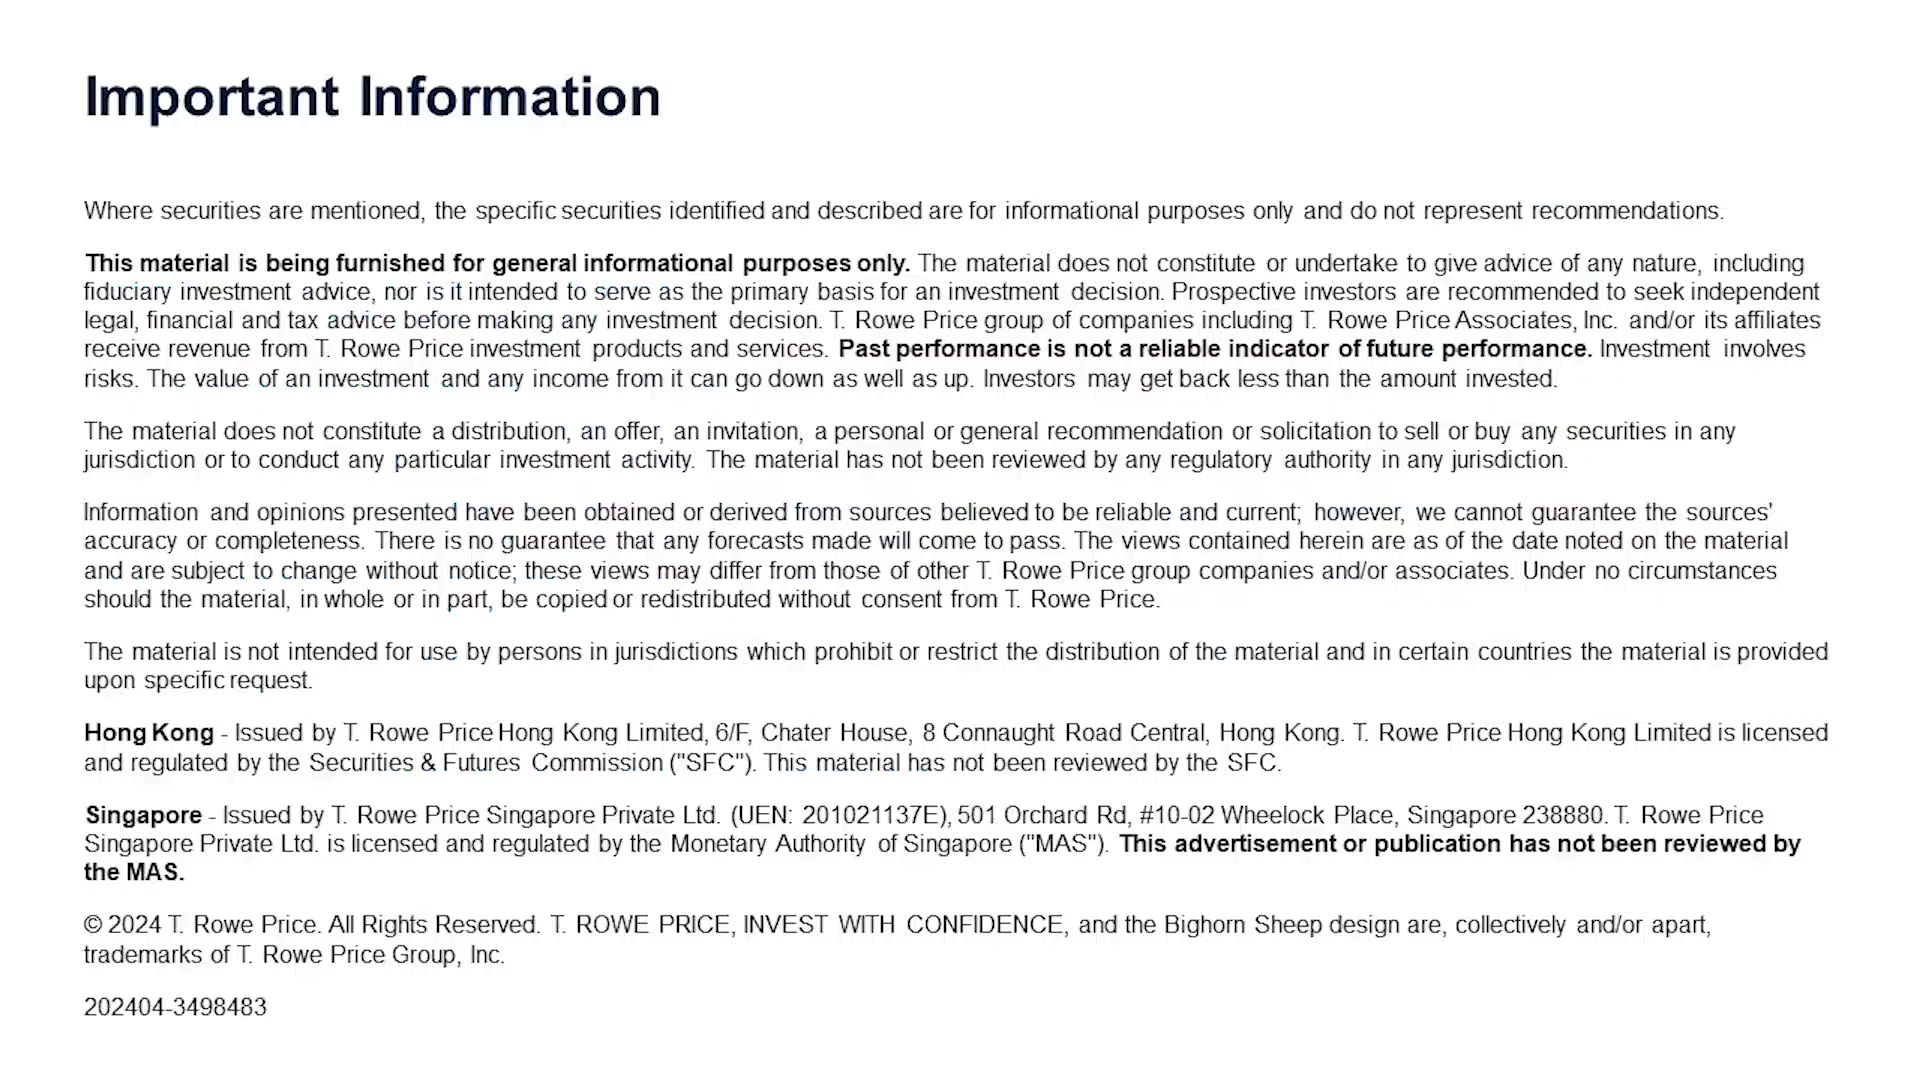 Important Information
Where securities are mentioned, the specific securities identified and described are for informational purposes only and do not represent recommendations.
This material is being furnished for general informational purposes only. The material does not constitute or undertake to give advice of any nature, including
fiduciary investment advice, nor is it intended to serve as the primary basis for an investment decision. Prospective investors are recommended to seek independent
legal, financial and tax advice before making any investment decision. T. Rowe Price group of companies including T. Rowe Price Associates, Inc. and/or its affiliates
receive revenue from T. Rowe Price investment products and services. Past performance is not a reliable indicator of future performance. Investment involves
risks. The value of an investment and any income from it can go down as well as up. Investors may get back less than the amount invested.
The material does not constitute a distribution, an offer, an invitation, a personal or general recommendation or solicitation to sell or buy any securities in any
jurisdiction or to conduct any particular investment activity. The material has not been reviewed by any regulatory authority in any jurisdiction.
Information and opinions presented have been obtained or derived from sources believed to be reliable and current; however, we cannot guarantee the sources'
accuracy or completeness. There is no guarantee that any forecasts made will come to pass. The views contained herein are as of the date noted on the material
and are subject to change without notice; these views may differ from those of other T. Rowe Price group companies and/or associates. Under no circumstances
should the material, in whole or in part, be copied or redistributed without consent from T. Rowe Price.
The material is not intended for use by persons in jurisdictions which prohibit or restrict the distribution of the material and in certain countries the material is provided
upon specific request.
Hong Kong - Issued by T. Rowe Price Hong Kong Limited, 6/F, Chater House, 8 Connaught Road Central, Hong Kong. T. Rowe Price Hong Kong Limited is licensed
and regulated by the Securities & Futures Commission ("SFC"). This material has not been reviewed by the SFC.
Singapore - Issued by T. Rowe Price Singapore Private Ltd. (UEN: 201021137E), 501 Orchard Rd, #10-02 Wheelock Place, Singapore 238880. T. Rowe Price
Singapore Private Ltd. is licensed and regulated by the Monetary Authority of Singapore ("MAS"). This advertisement or publication has not been reviewed by
the MAS.
© 2024 T. Rowe Price. All Rights Reserved. T. ROWE PRICE, INVEST WITH CONFIDENCE, and the Bighorn Sheep design are, collectively and/or apart,
trademarks of T. Rowe Price Group, Inc.
202404-3498483